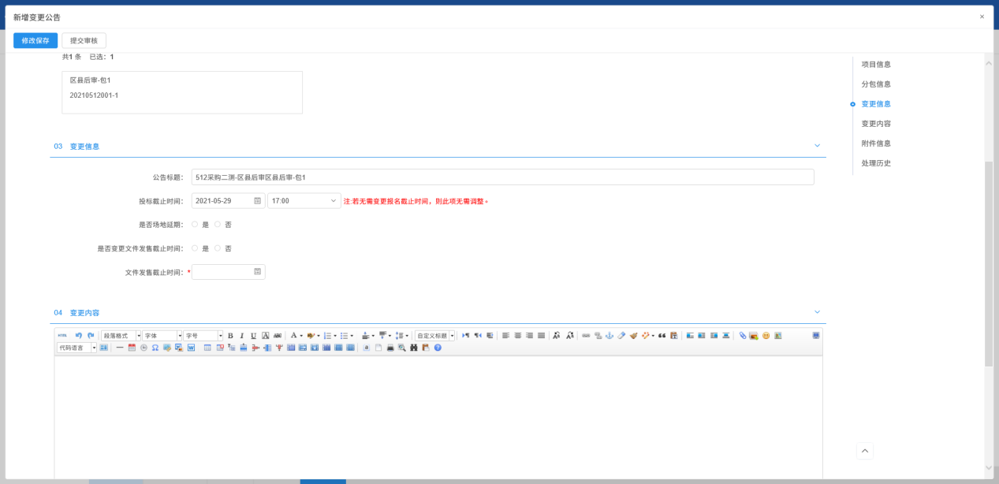 新增变更公告
×
修改保存 提交审核
共1 条 已选: 1
区县后审-包1
20210512001-1
项目信息
分包信息
变更信息
变更内容
附件信息
处理历史
03 变更信息
公告标题: 512采购二测-区县后审区县后审-包1
投标截止时间: 2021-05-29 17:00 注:若无需变更报名截止时间，则此项无需调整。
是否场地延期: 是 否
是否变更文件发售截止时间: 是 否
文件发售截止时间: *
04 变更内容
HTML 段落格式 字体 字号 B I U A ABC A 自定义标题
代码语言